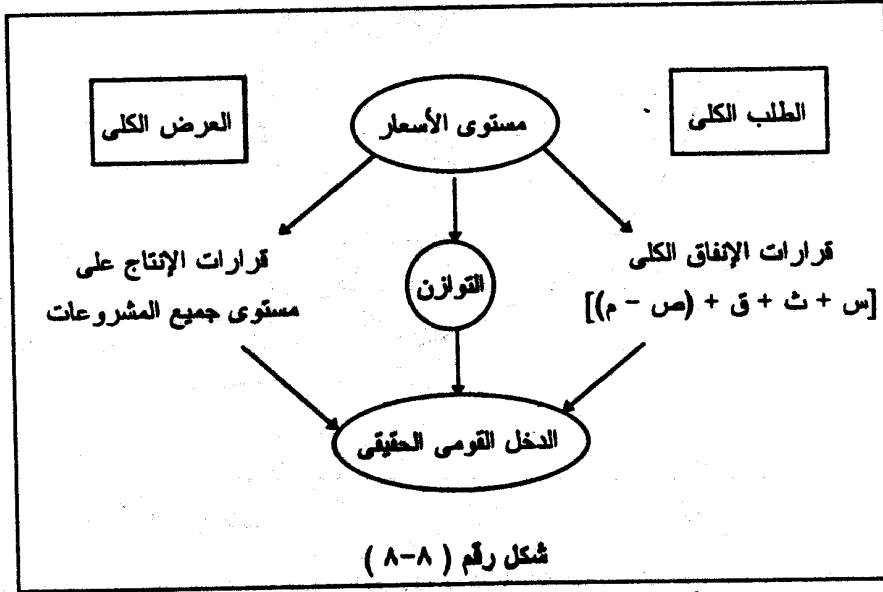 الطلب الكلى
مستوى الأسعار
العرض الكلى
قرارات الإنفاق الكلى
[س + ث + ق + (ص - م)]
التوازن
قرارات الإنتاج على
مستوى جميع المشروعات
الدخل القومى الحقيقى
شكل رقم ( ٨-٨ )